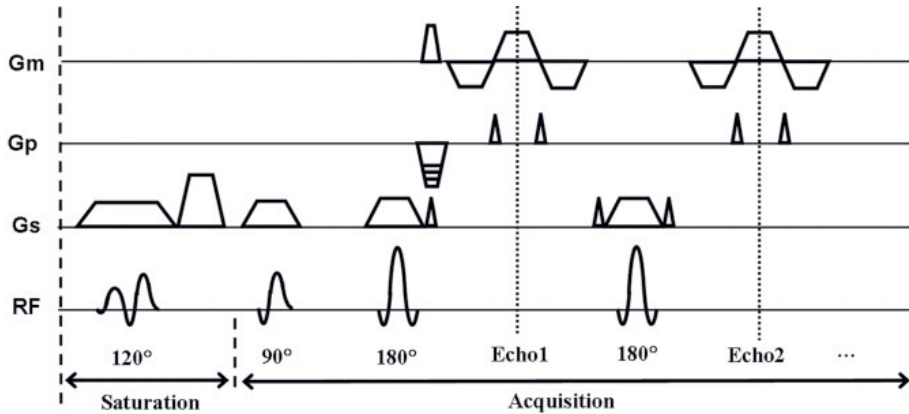 Gm
Gp
Gs
RF
120° 90° 180° Echo1 180° Echo2 ...
Saturation Acquisition